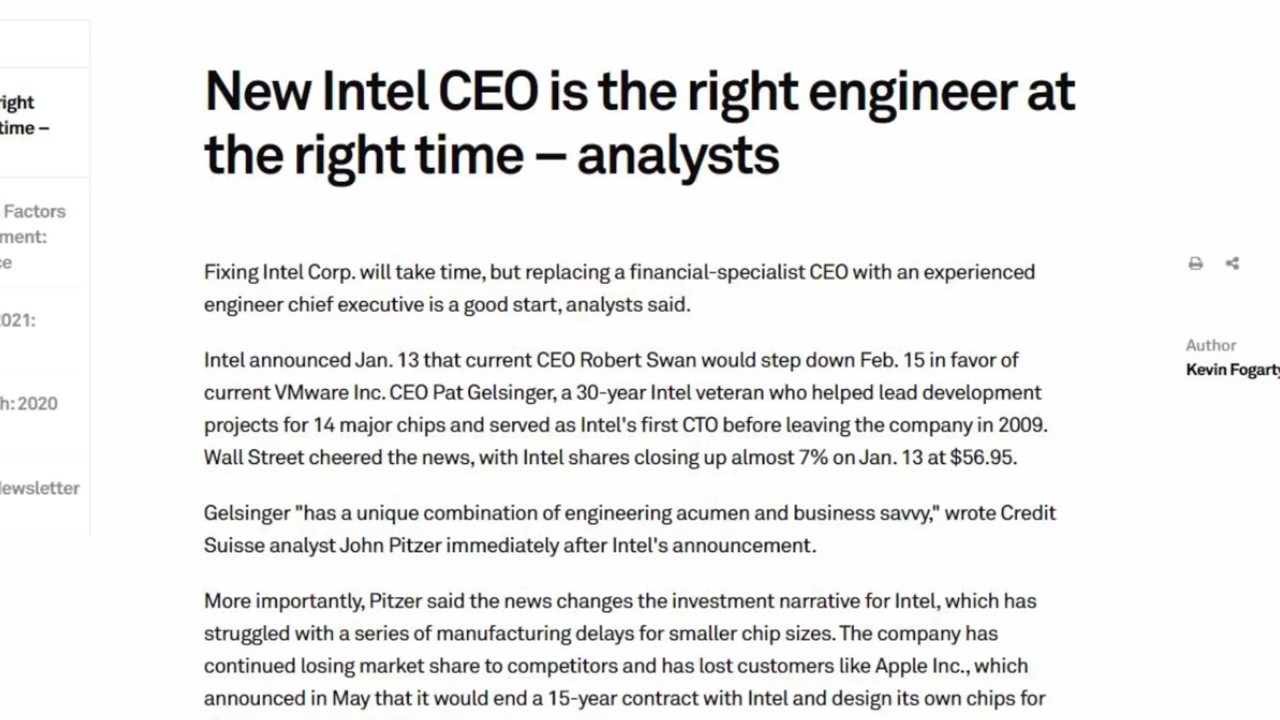 right
time –
Factors
ment:
ce
2021:
h: 2020
Newsletter
New Intel CEO is the right engineer at
the right time – analysts
Fixing Intel Corp. will take time, but replacing a financial-specialist CEO with an experienced
engineer chief executive is a good start, analysts said.
Intel announced Jan. 13 that current CEO Robert Swan would step down Feb. 15 in favor of
current VMware Inc. CEO Pat Gelsinger, a 30-year Intel veteran who helped lead development
projects for 14 major chips and served as Intel's first CTO before leaving the company in 2009.
Wall Street cheered the news, with Intel shares closing up almost 7% on Jan. 13 at $56.95.
Gelsinger "has a unique combination of engineering acumen and business savvy," wrote Credit
Suisse analyst John Pitzer immediately after Intel's announcement.
More importantly, Pitzer said the news changes the investment narrative for Intel, which has
struggled with a series of manufacturing delays for smaller chip sizes. The company has
continued losing market share to competitors and has lost customers like Apple Inc., which
announced in May that it would end a 15-year contract with Intel and design its own chips for
Author
Kevin Fogarty